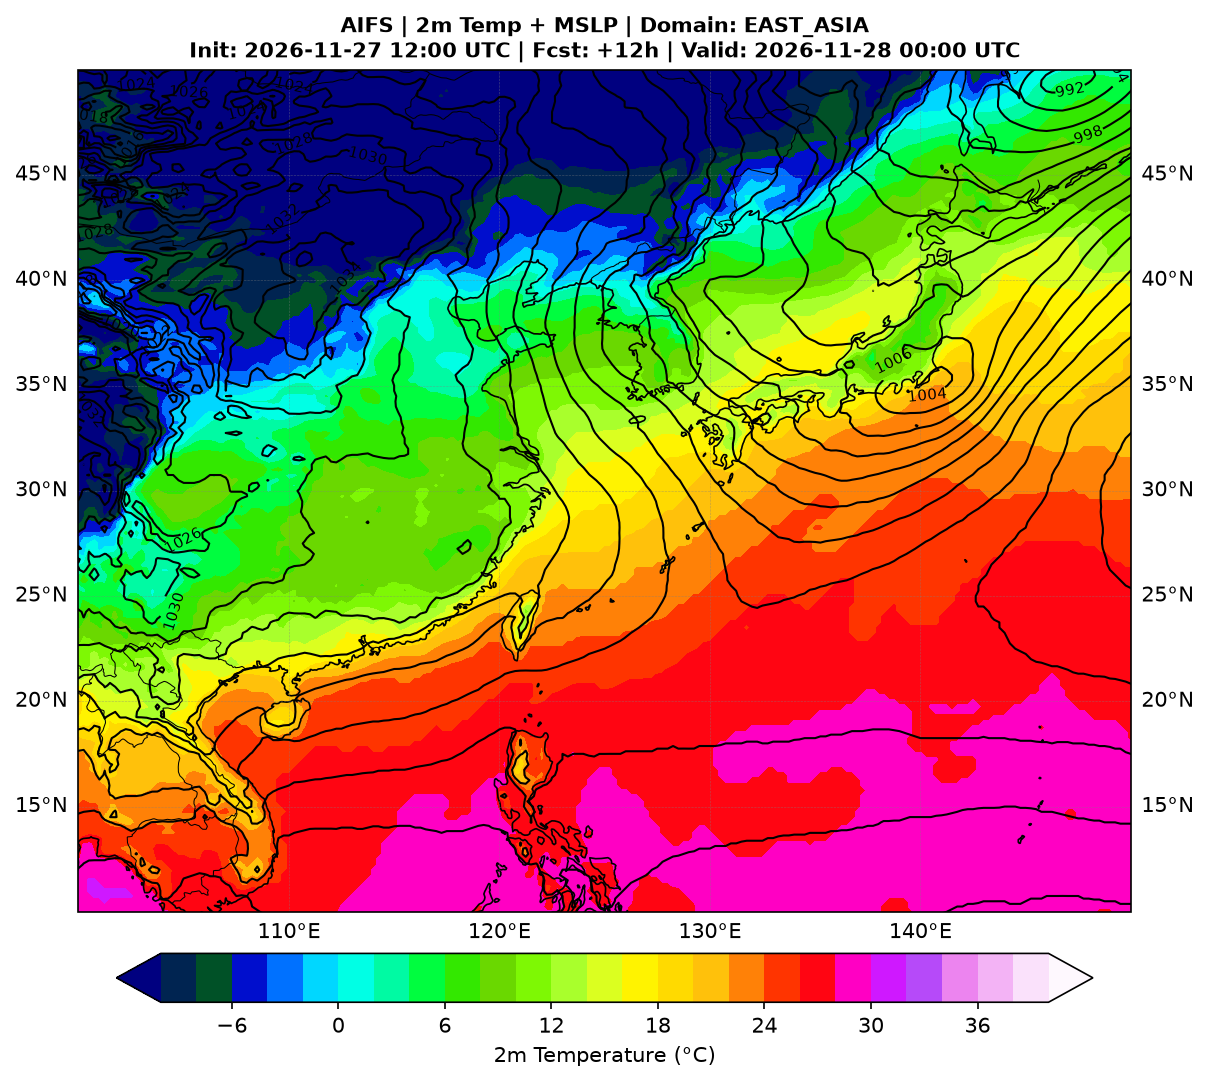 AIFS | 2m Temp + MSLP | Domain: EAST_ASIA
Init: 2026-11-27 12:00 UTC | Fcst: +12h | Valid: 2026-11-28 00:00 UTC
992
998
1028
1030
1032
1028
1006
1004
1026
1030
45°N 45°N
40°N 40°N
35°N 35°N
30°N 30°N
25°N 25°N
20°N 20°N
15°N 15°N
110°E 120°E 130°E 140°E
−6 0 6 12 18 24 30 36
2m Temperature (°C)